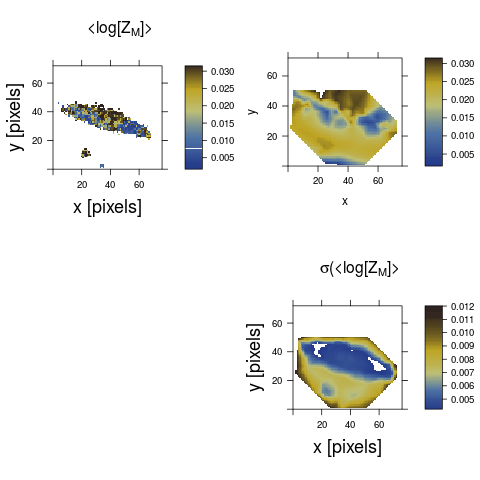 <log[Z_M]>
0.030
0.025
0.020
0.015
0.010
0.005
60
40
20
20 40 60
y [pixels]
x [pixels]
0.030
0.025
0.020
0.015
0.010
0.005
60
40
20
20 40 60
y
x
σ(<log[Z_M]>
0.012
0.011
0.010
0.009
0.008
0.007
0.006
0.005
60
40
20
20 40 60
y [pixels]
x [pixels]